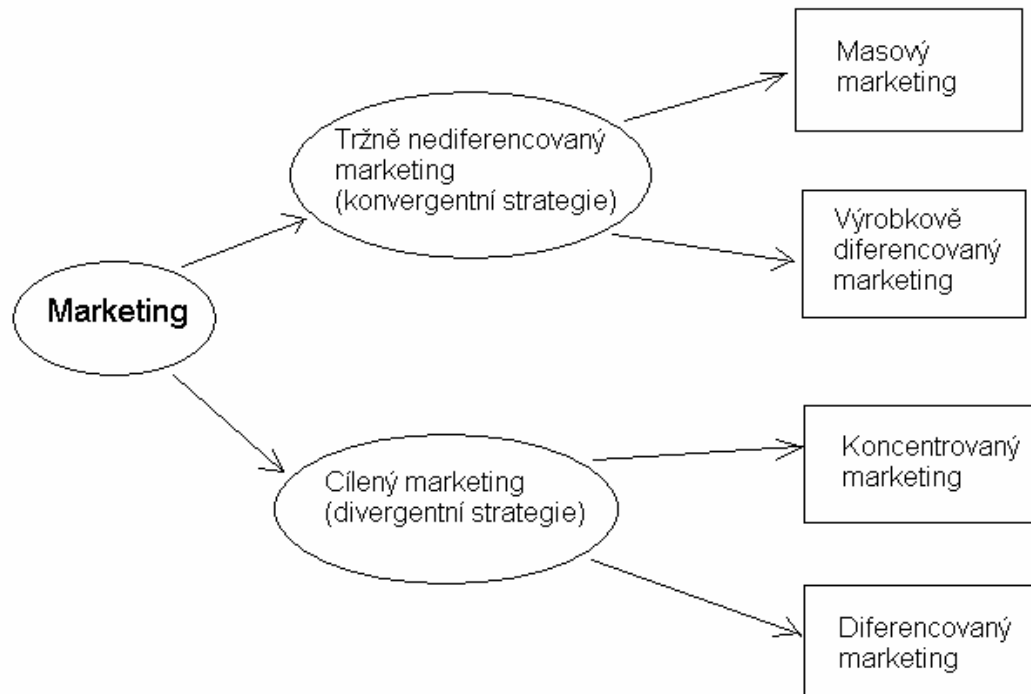 Masový
marketing
Tržně nediferencovaný
marketing
(konvergentní strategie)
Výrobkově
diferencovaný
marketing
Marketing
Koncentrovaný
marketing
Cílený marketing
(divergentní strategie)
Diferencovaný
marketing